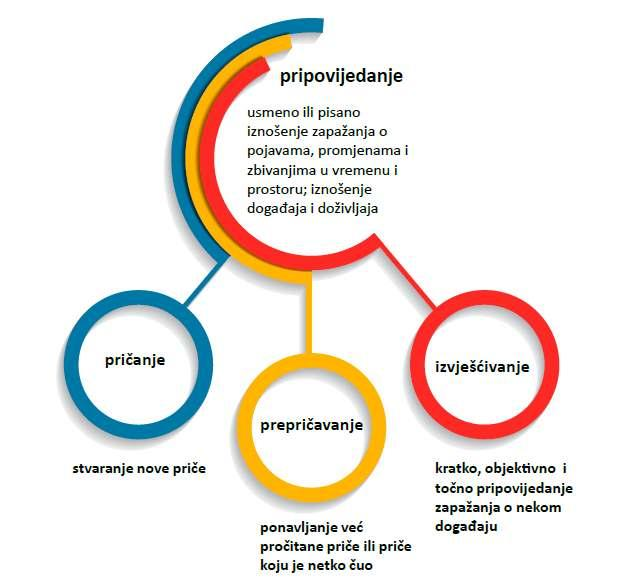 pripovijedanje
usmeno ili pisano
iznošenje zapažanja o
pojavama, promjenama i
zbivanjima u vremenu i
prostoru; iznošenje
događaja i doživljaja
pričanje
stvaranje nove priče
prepričavanje
ponavljanje već
pročitane priče ili priče
koju je netko čuo
izvješćivanje
kratko, objektivno i
točno pripovijedanje
zapažanja o nekom
događaju